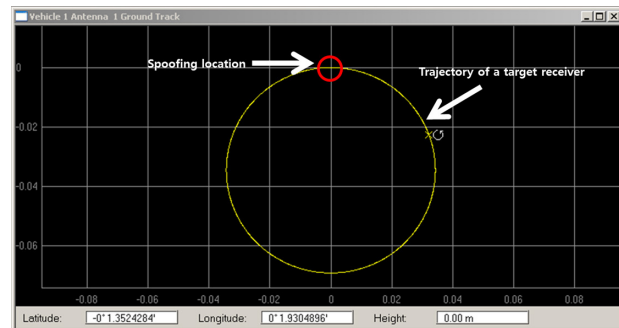 Vehicle 1 Antenna 1 Ground Track
Spoofing location
Trajectory of a target receiver
0
-0.02
-0.04
-0.06
-0.08 -0.06 -0.04 -0.02 0 0.02 0.04 0.06 0.08
Latitude: -0° 1.3524284' Longitude: 0° 1.9304896' Height: 0.00 m